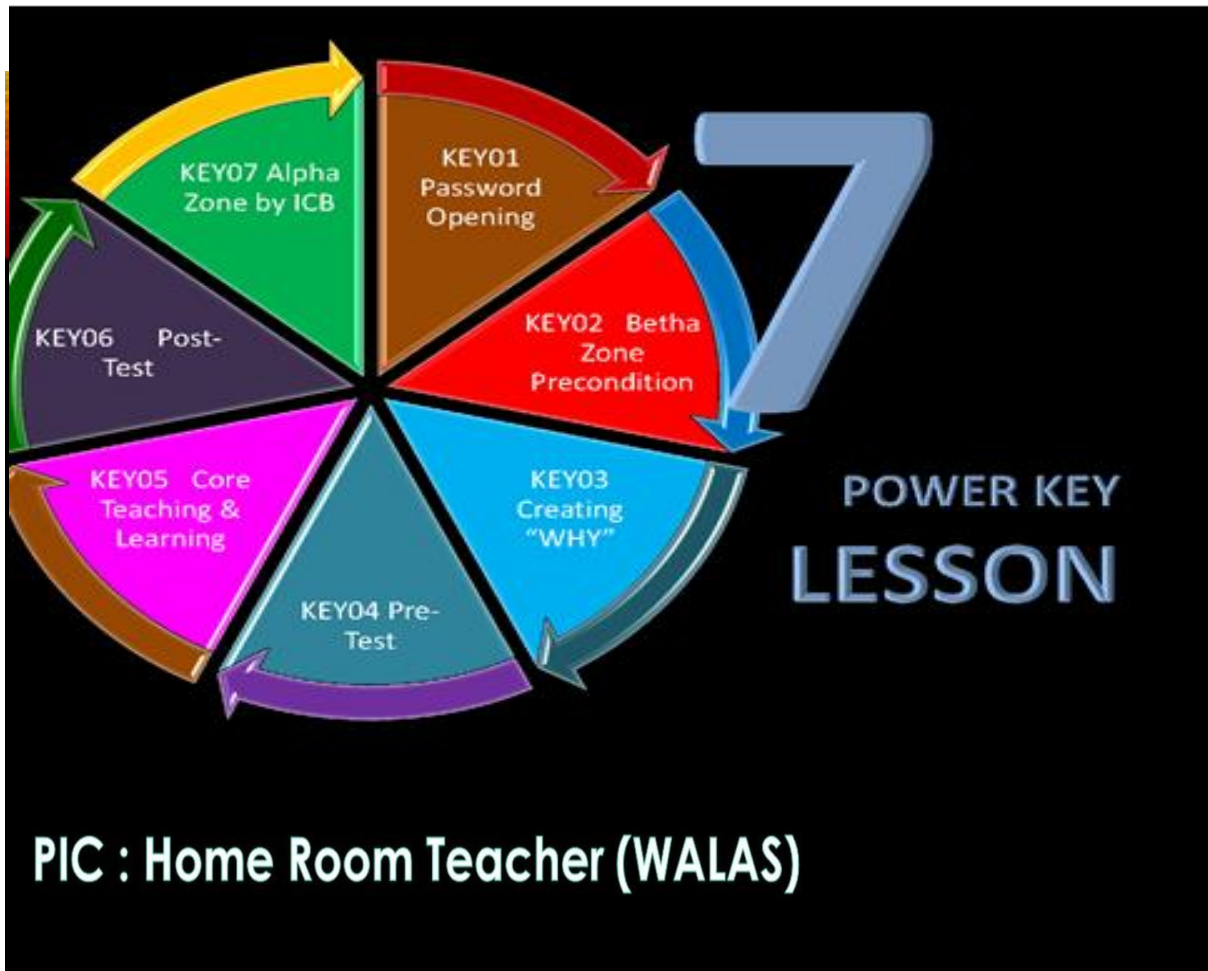 KEY01
Password
Opening
KEY02 Betha
Zone
Precondition
KEY03
Creating
“WHY”
KEY04 Pre-
Test
KEY05 Core
Teaching &
Learning
KEY06 Post-
Test
KEY07 Alpha
Zone by ICB
7
POWER KEY
LESSON
PIC : Home Room Teacher (WALAS)